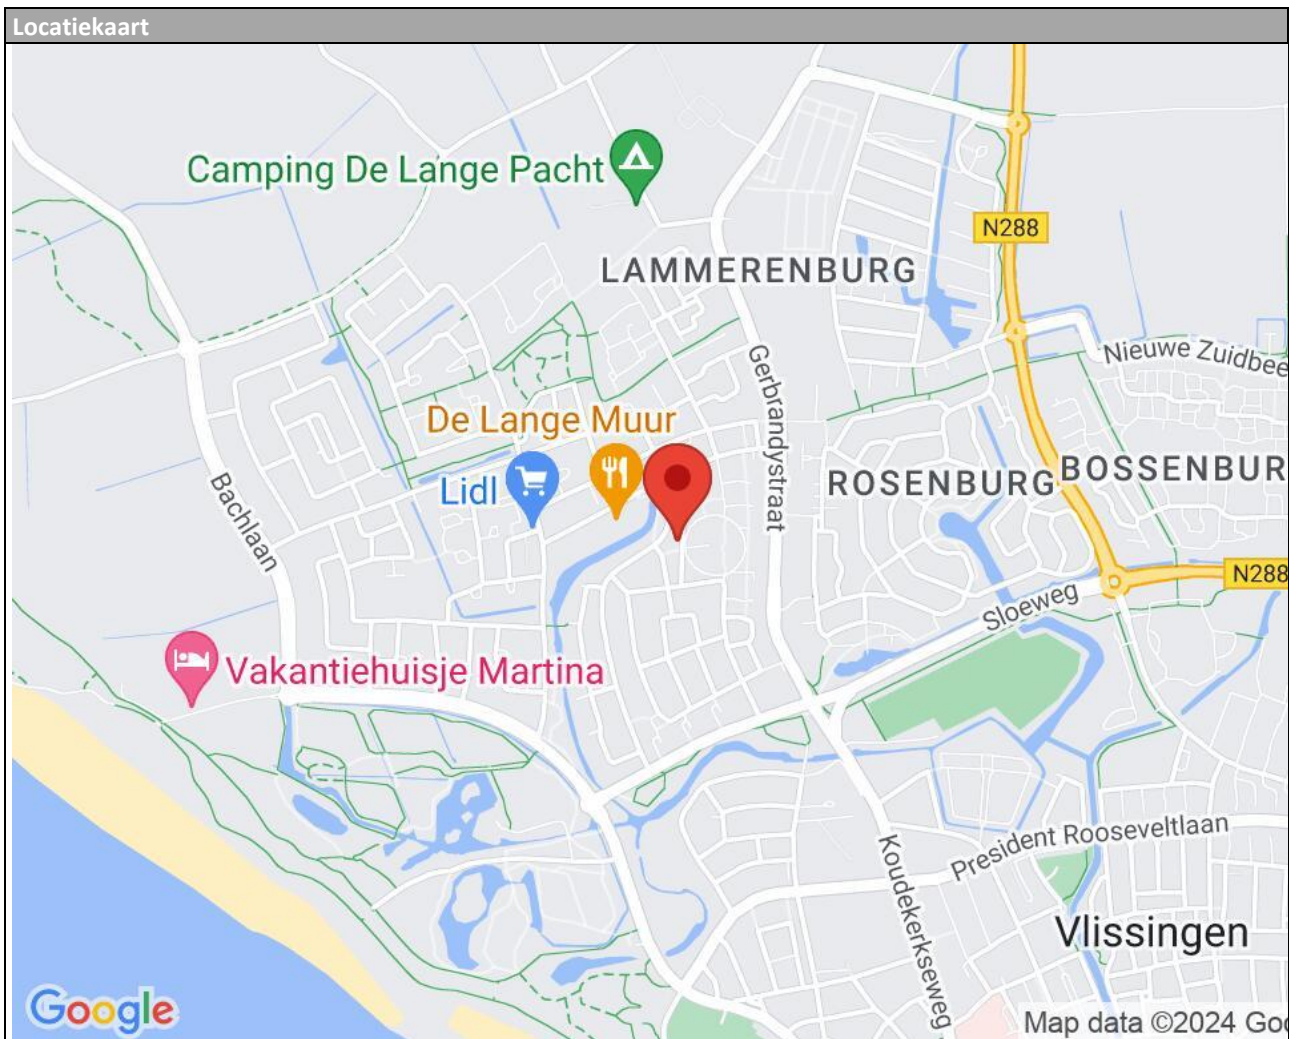 Locatiekaart
Camping De Lange Pacht
N288
LAMMERENBURG
Nieuwe Zuidbee
Gerbrandystraat
De Lange Muur
Lidl
ROSENBURG
BOSSENBUR
Bachlaan
N288
Sloeweg
Vakantiehuisje Martina
President Rooseveltlaan
Koudekerkseweg
Vlissingen
Google
Map data ©2024 Goo